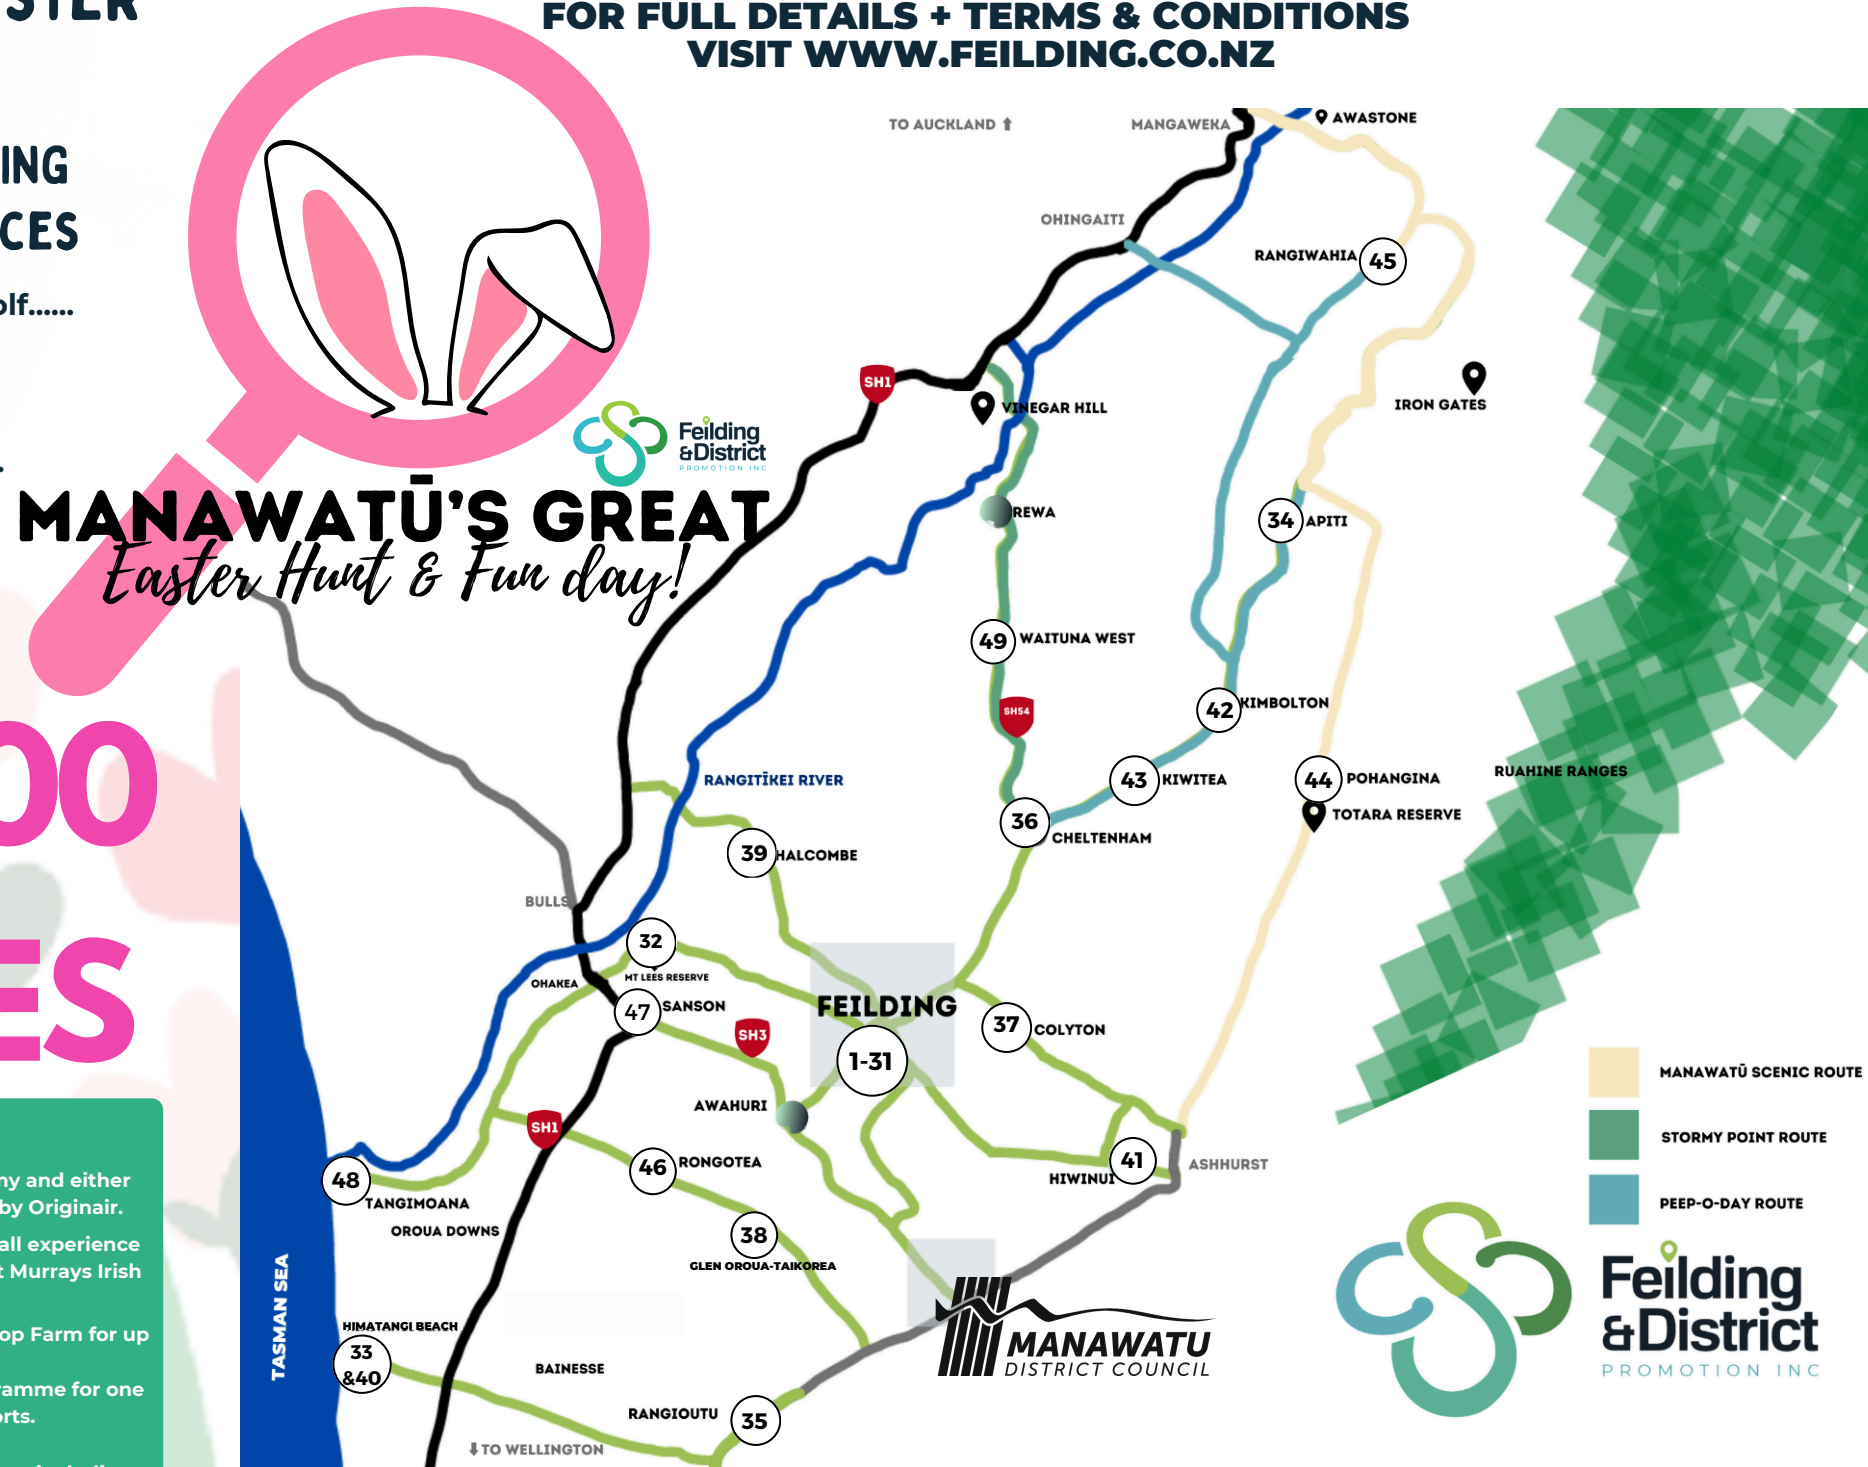 STER
ING
CES
olf......
FOR FULL DETAILS + TERMS & CONDITIONS
VISIT WWW.FEILDING.CO.NZ
Feilding
&District
PROMOTION INC
MANAWATŪ'S GREAT
Easter Hunt & Fun day!
00
ES
ny and either
by Originair.
all experience
t Murrays Irish
op Farm for up
ramme for one
orts.
TO AUCKLAND ⬆
MANGAWEKA
AWASTONE
OHINGAITI
RANGIWAHIA
45
SH1
VINEGAR HILL
IRON GATES
REWA
34
APITI
49
WAITUNA WEST
SH54
42
KIMBOLTON
RANGITĪKEI RIVER
43
KIWITEA
44
POHANGINA
RUAHINE RANGES
TOTARA RESERVE
36
CHELTENHAM
39
HALCOMBE
BULLS
32
MT LEES RESERVE
OHAKEA
47
SANSON
FEILDING
1-31
37
COLYTON
SH3
AWAHURI
SH1
46
RONGOTEA
41
HIWINUI
ASHHURST
48
TANGIMOANA
OROUA DOWNS
38
GLEN OROUA-TAIKOREA
TASMAN SEA
HIMATANGI BEACH
33
&40
BAINESSE
RANGIOUTU
35
⬇ TO WELLINGTON
MANAWATU
DISTRICT COUNCIL
MANAWATŪ SCENIC ROUTE
STORMY POINT ROUTE
PEEP-O-DAY ROUTE
Feilding
&District
PROMOTION INC